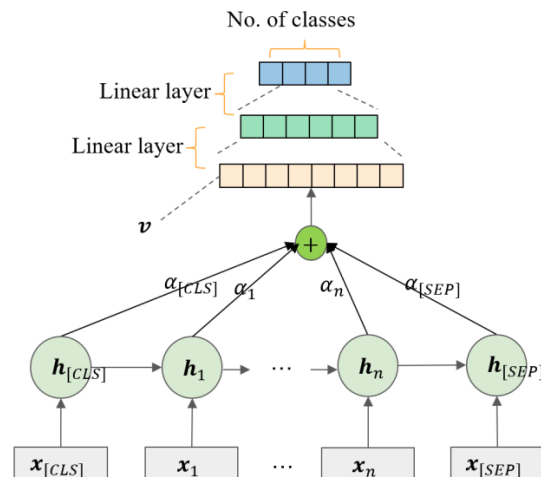 No. of classes
Linear layer
Linear layer
v
+
α[CLS] α1 αn α[SEP]
h[CLS] h1 ... hn h[SEP]
x[CLS] x1 ... xn x[SEP]